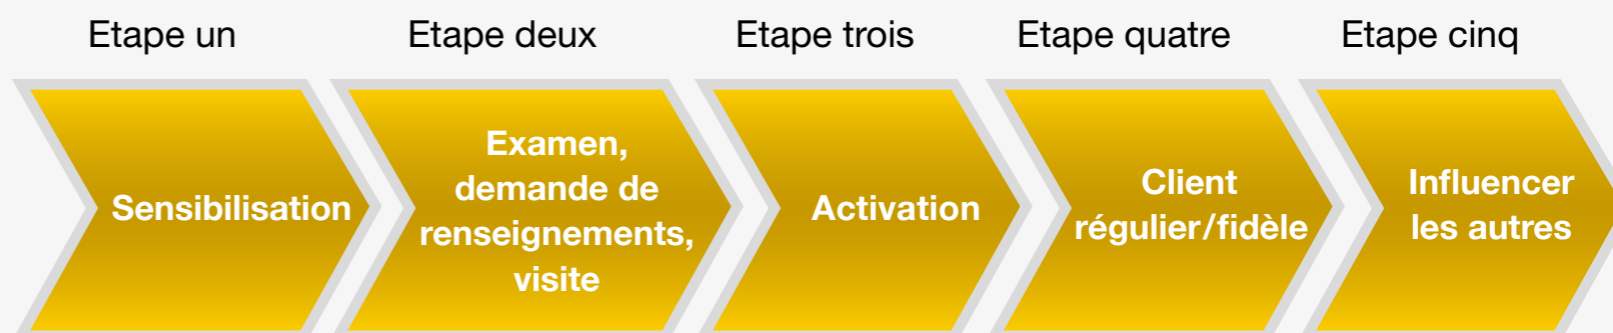 Etape un
Etape deux
Etape trois
Etape quatre
Etape cinq
Sensibilisation
Examen,
demande de
renseignements,
visite
Activation
Client
régulier/fidèle
Influencer
les autres